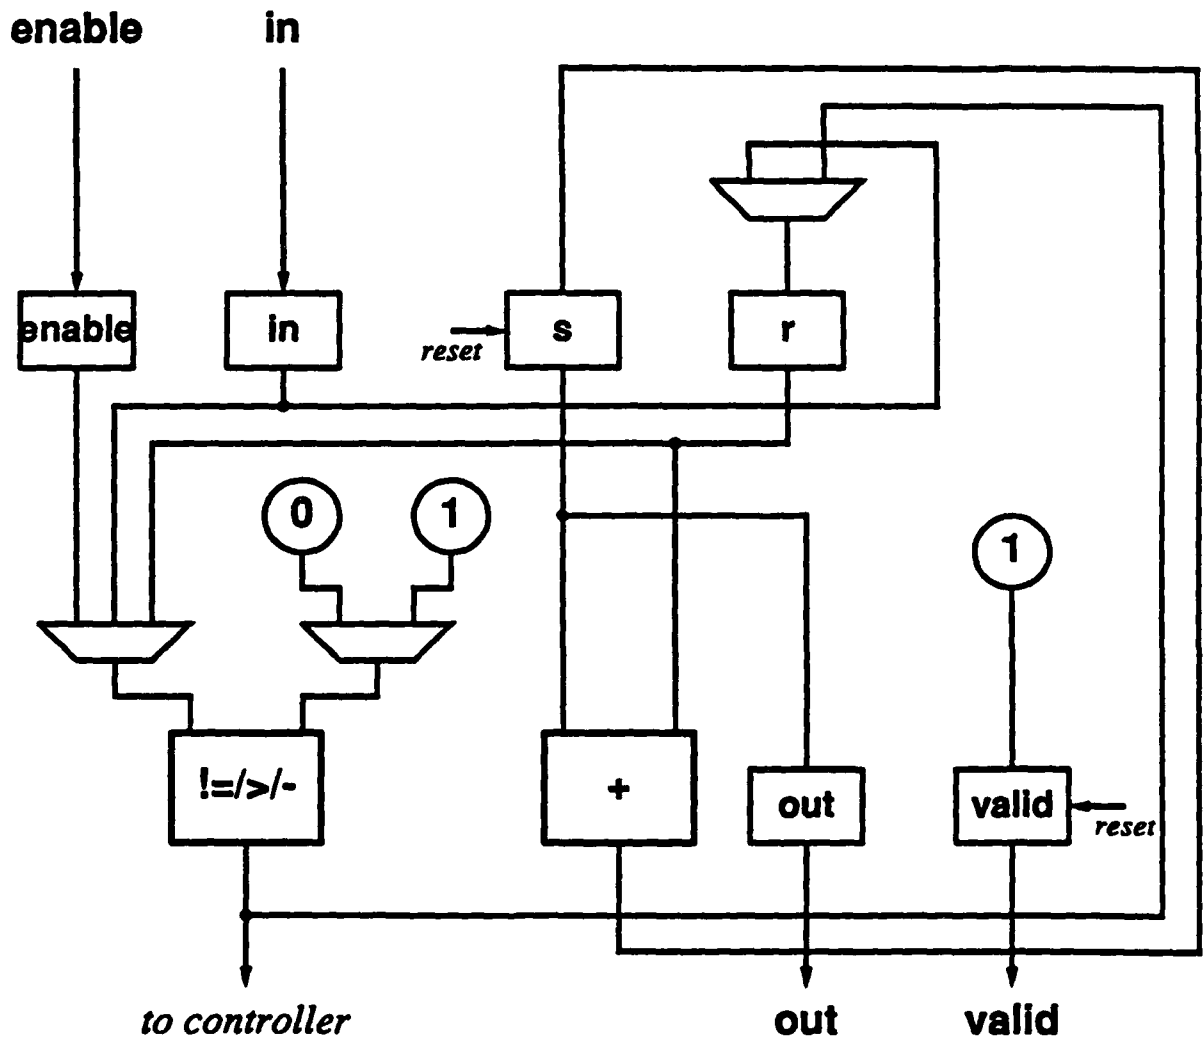 enable in
enable in s r
reset
0 1
1
!=/>/- + out valid
reset
to controller out valid